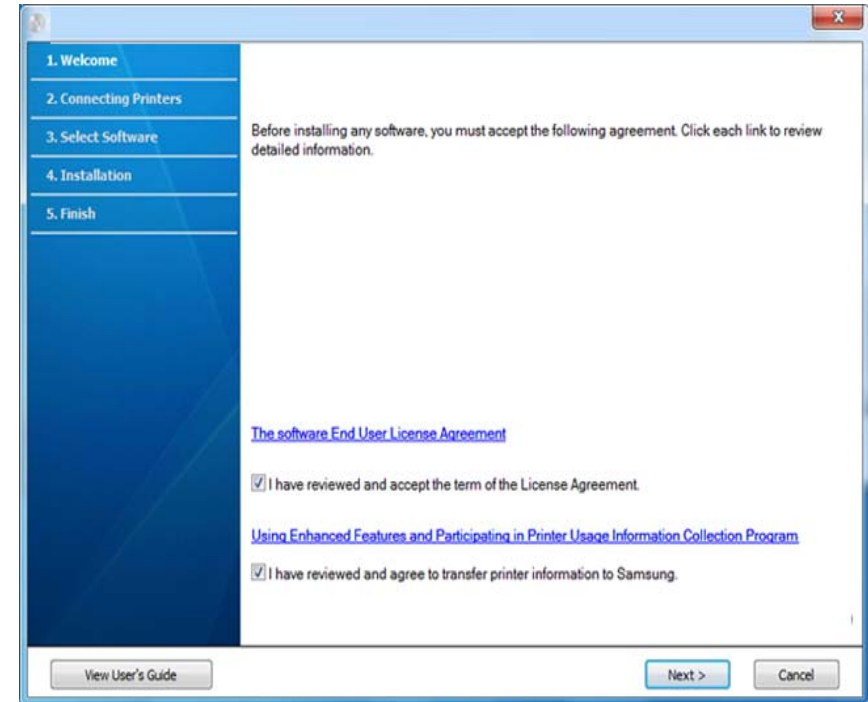 1. Welcome
2. Connecting Printers
3. Select Software
4. Installation
5. Finish
Before installing any software, you must accept the following agreement. Click each link to review
detailed information.
The software End User License Agreement
I have reviewed and accept the term of the License Agreement.
Using Enhanced Features and Participating in Printer Usage Information Collection Program
I have reviewed and agree to transfer printer information to Samsung.
View User's Guide
Next >
Cancel